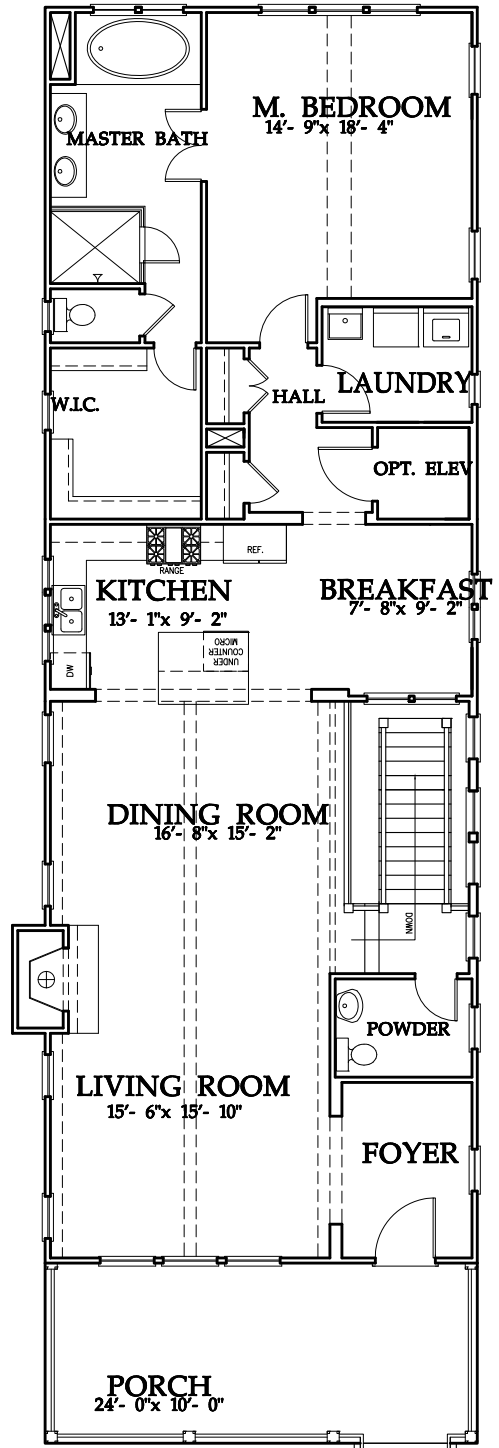 M. BEDROOM
14'- 9"x 18'- 4"
MASTER BATH
LAUNDRY
HALL
W.I.C.
OPT. ELEV
REF.
RANGE
KITCHEN
13'- 1"x 9'- 2"
BREAKFAST
7'- 8"x 9'- 2"
UNDER
COUNTER
MICRO
DW
DINING ROOM
16'- 8"x 15'- 2"
DOWN
POWDER
LIVING ROOM
15'- 6"x 15'- 10"
FOYER
PORCH
24'- 0"x 10'- 0"